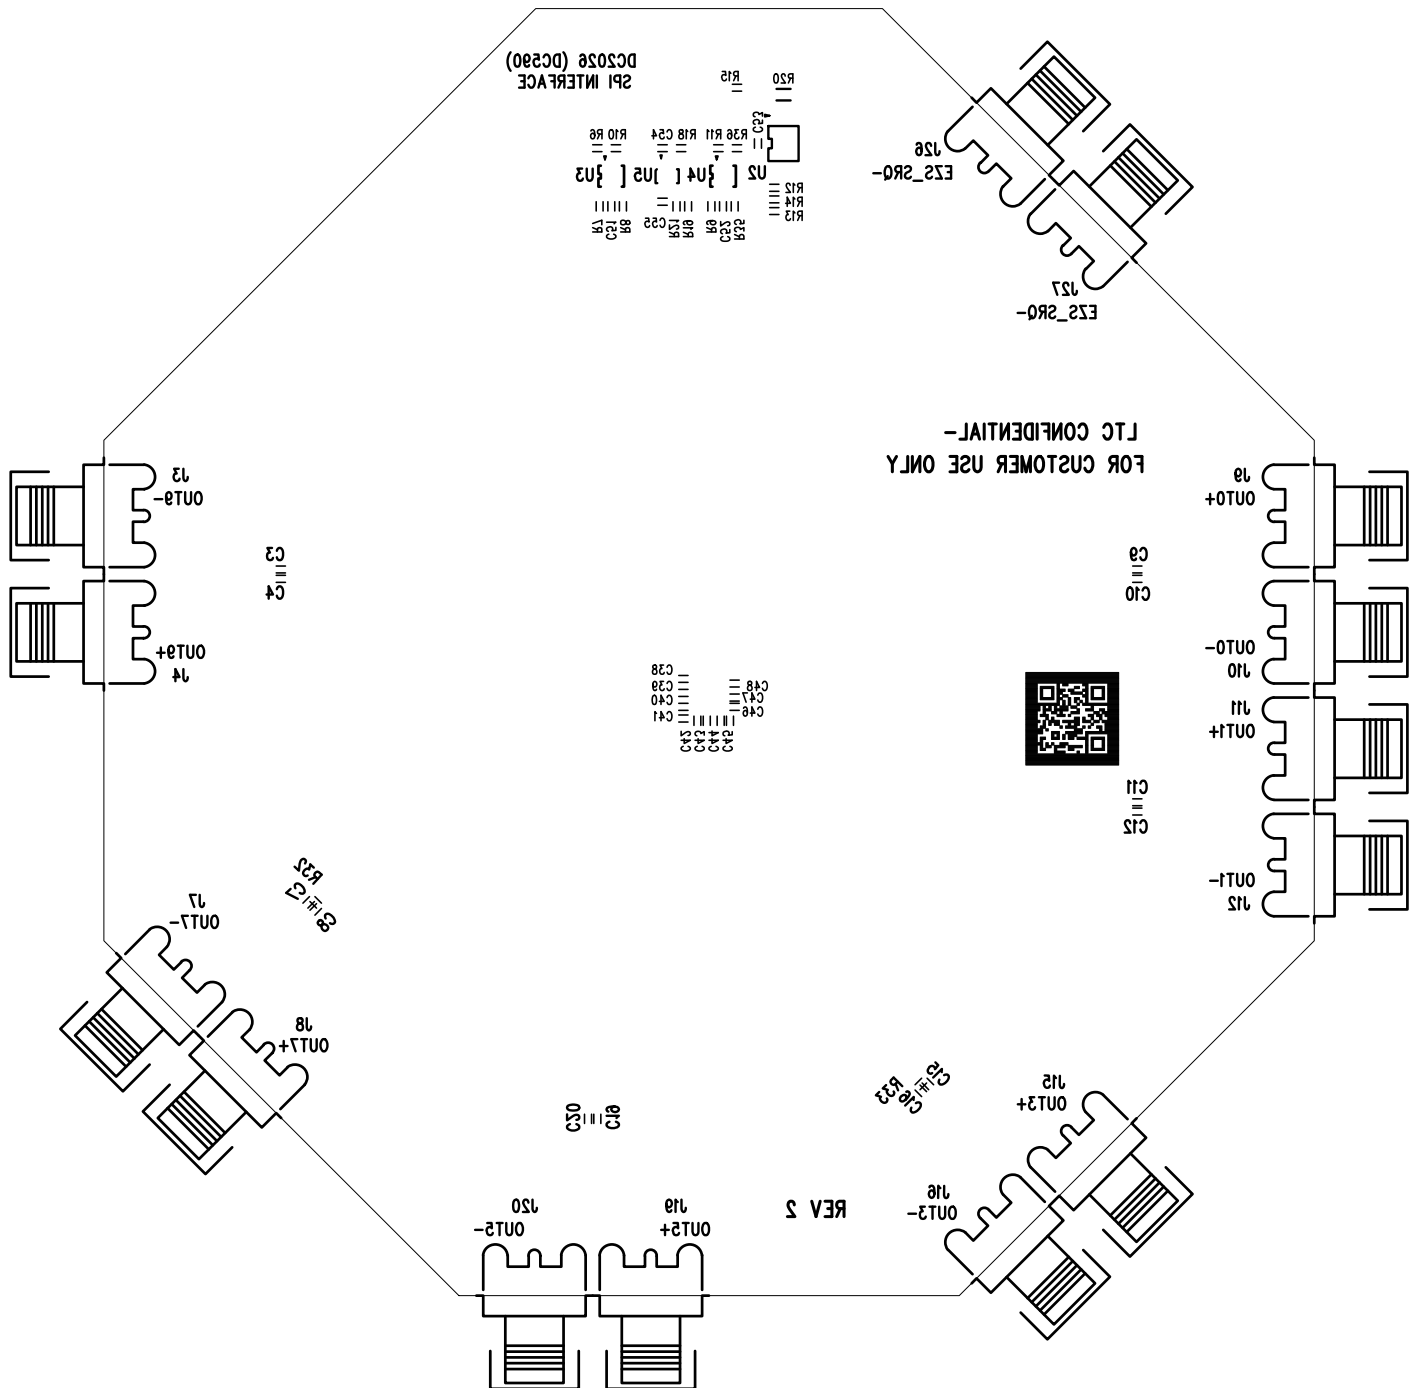 DC2026 (DC590)
SPI INTERFACE
R15
R20
C53
R6
R10
C54
R18
R11
R36
U3
U5
U4
U2
R12
R14
R13
R7
C51
R8
C55
R21
R19
R9
C52
R35
J26
EZS_SRQ-
J27
EZS_SRQ-
LTC CONFIDENTIAL-
FOR CUSTOMER USE ONLY
J3
OUT9-
J9
OUT0+
C3
C4
C9
C10
OUT9+
J4
OUT0-
J10
C38
C39
C40
C41
C48
C47
C46
C42
C43
C44
C45
J11
OUT1+
C11
C12
OUT1-
J12
R32
C7
C8
J7
OUT7-
J8
OUT7+
C15
R33
C16
J15
OUT3+
C20
C19
J16
OUT3-
J20
OUT5-
J19
OUT5+
REV 2